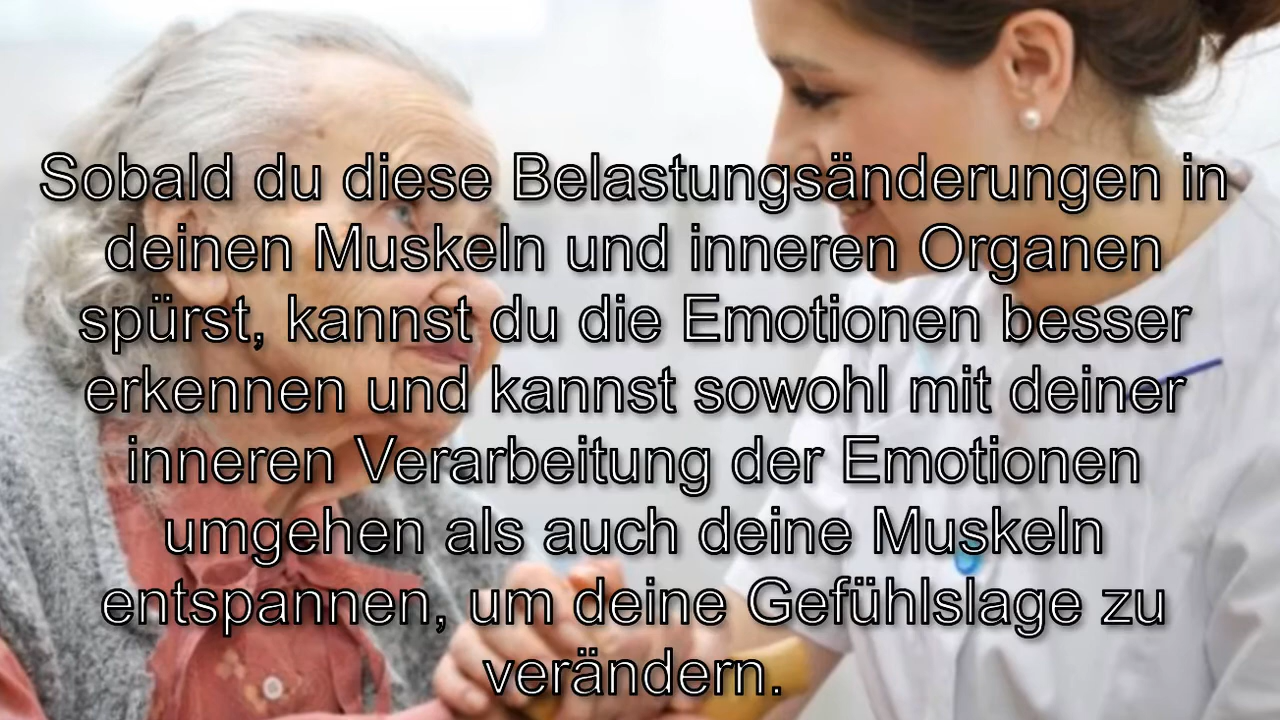 Sobald du diese Belastungsänderungen in
deinen Muskeln und inneren Organen
spürst, kannst du die Emotionen besser
erkennen und kannst sowohl mit deiner
inneren Verarbeitung der Emotionen
umgehen als auch deine Muskeln
entspannen, um deine Gefühlslage zu
verändern.